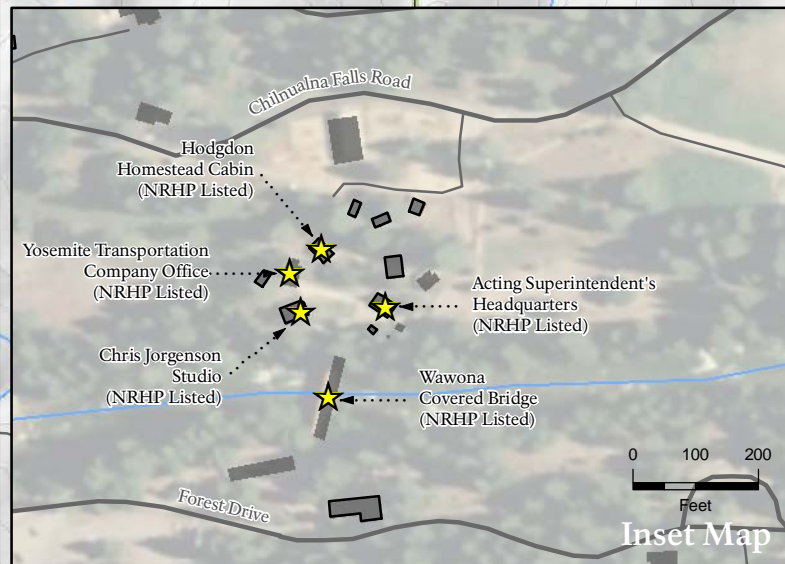 Chilnualna Falls Road
Hodgdon
Homestead Cabin
(NRHP Listed)
Yosemite Transportation
Company Office
(NRHP Listed)
Acting Superintendent's
Headquarters
(NRHP Listed)
Chris Jorgenson
Studio
(NRHP Listed)
Wawona
Covered Bridge
(NRHP Listed)
0 100 200
Feet
Forest Drive
Inset Map